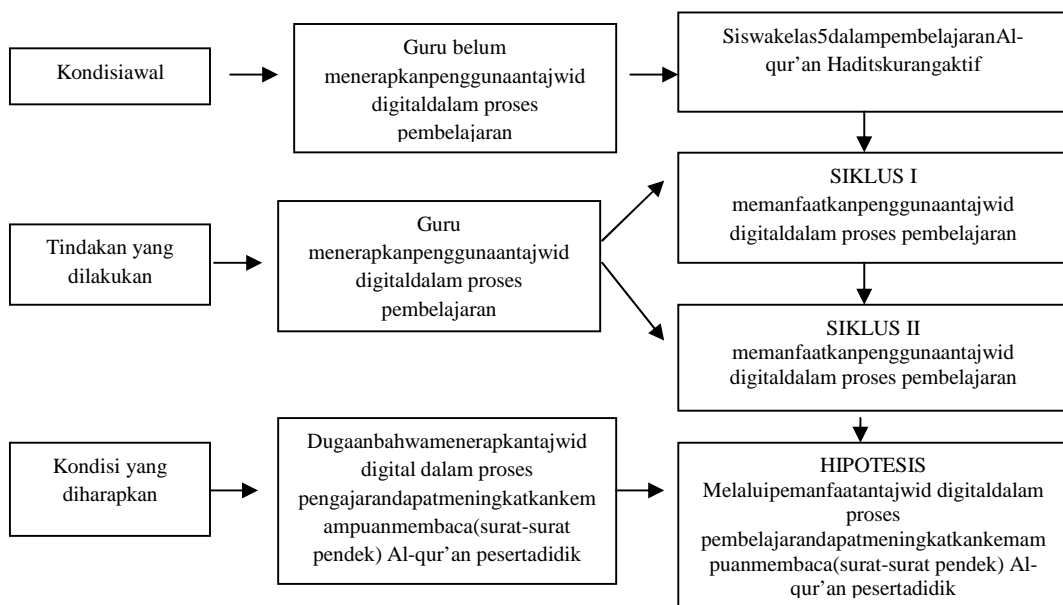 Kondisiawal
Guru belum
menerapkanpenggunaantajwid
digitaldalam proses
pembelajaran
Siswakelas5dalampembelajaranAl-
qur’an Haditskurangaktif
Tindakan yang
dilakukan
Guru
menerapkanpenggunaantajwid
digitaldalam proses
pembelajaran
SIKLUS I
memanfaatkanpenggunaantajwid
digitaldalam proses pembelajaran
SIKLUS II
memanfaatkanpenggunaantajwid
digitaldalam proses pembelajaran
Kondisi yang
diharapkan
Dugaanbahwamenerapkantajwid
digital dalam proses
pengajarandapatmeningkatkankem
ampuanmembaca(surat-surat
pendek) Al-qur’an pesertadidik
HIPOTESIS
Melaluipemanfaatantajwid digitaldalam
proses
pembelajarandapatmeningkatkankemam
puanmembaca(surat-surat pendek) Al-
qur’an pesertadidik